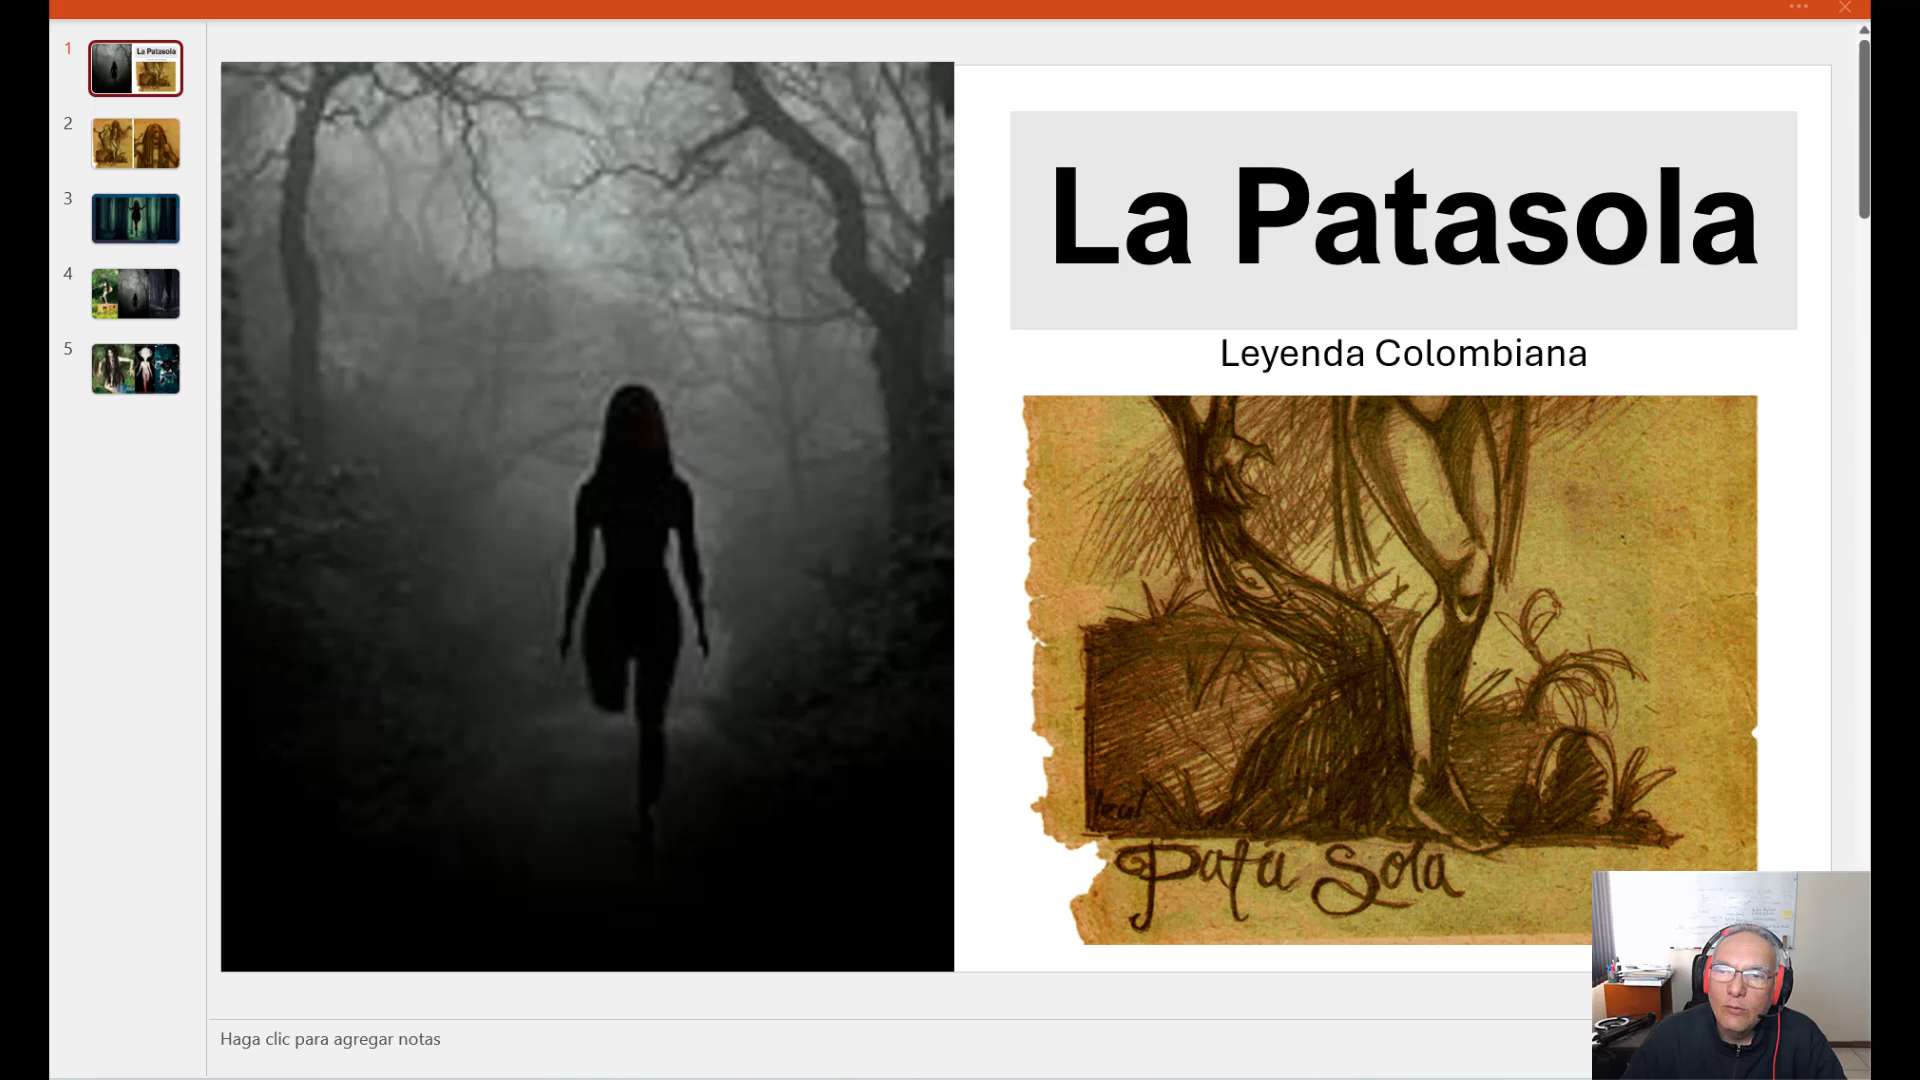 1
La Patasola
2
3
4
5
La Patasola
Leyenda Colombiana
Pata Sola
Haga clic para agregar notas